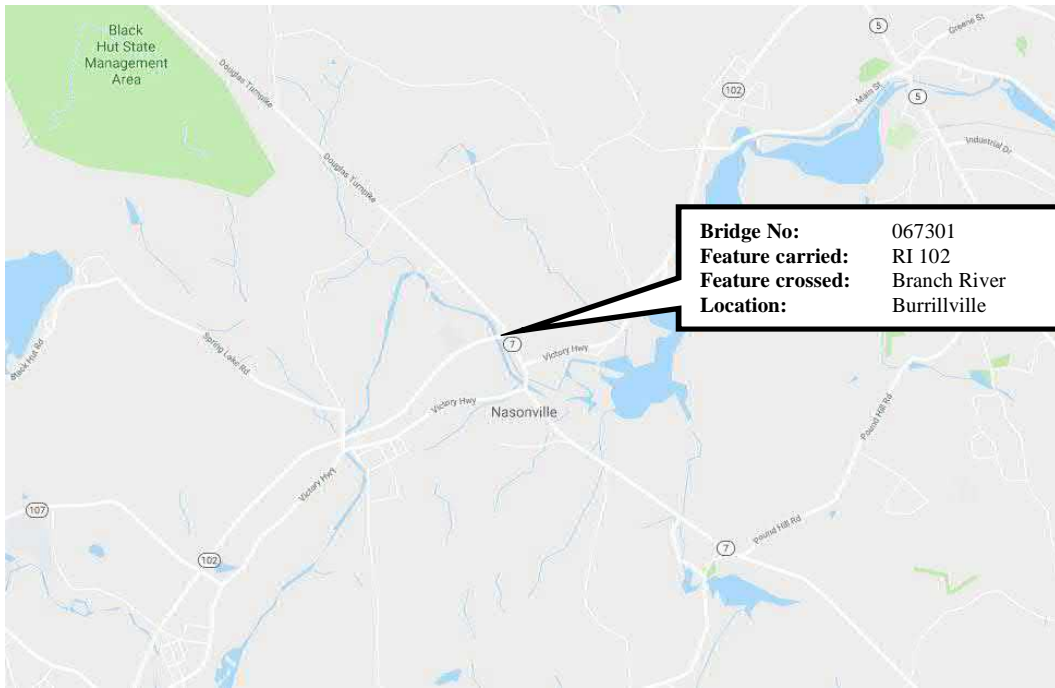 Black
Hut State
Management
Area
5
Greene St
Douglas Turnpike
102
Main St
5
Industrial Dr
Douglas Turnpike
Bridge No: 067301
Feature carried: RI 102
Feature crossed: Branch River
Location: Burrillville
Spring Lake Rd
7
Victory Hwy
Black Hut Rd
Victory Hwy
Nasonville
Pound Hill Rd
Victory Hwy
107
Pound Hill Rd
7
102